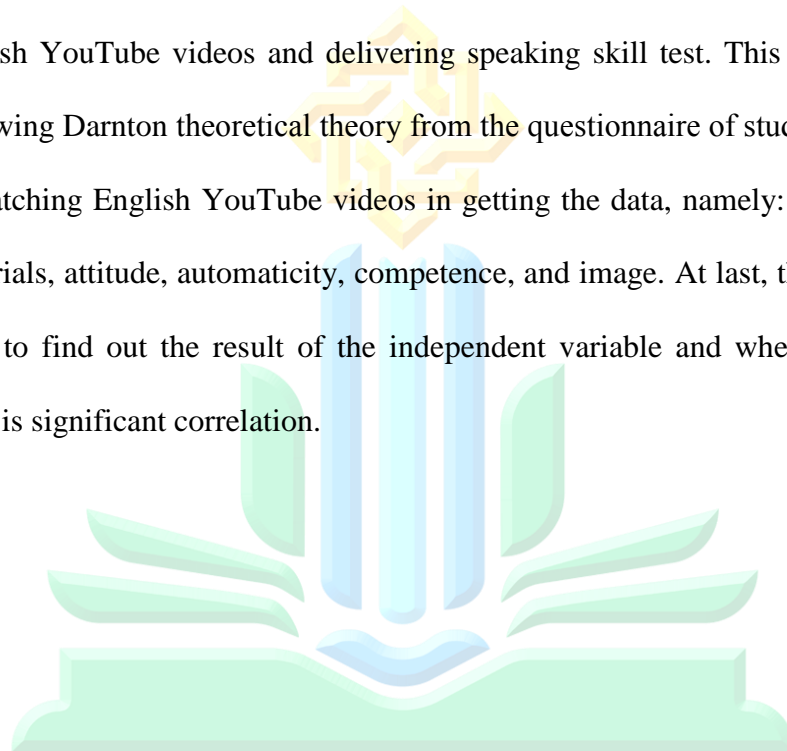 sh YouTube videos and delivering speaking skill test. This
wing Darnton theoretical theory from the questionnaire of stud
tching English YouTube videos in getting the data, namely:
rials, attitude, automaticity, competence, and image. At last, t
to find out the result of the independent variable and whe
is significant correlation.